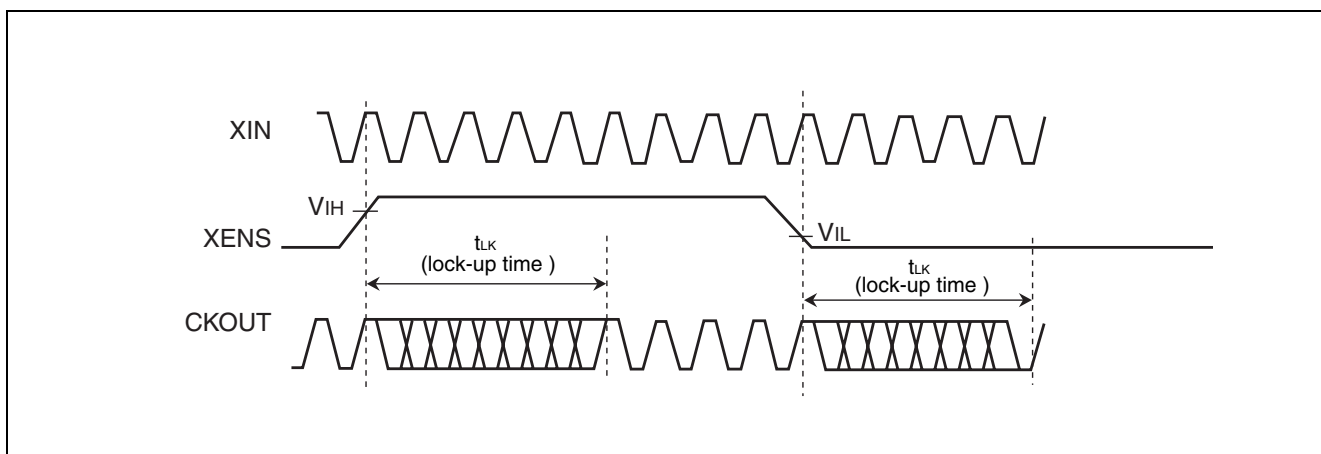 XIN
VIH
XENS
VIL
tLK
(lock-up time )
tLK
(lock-up time )
CKOUT